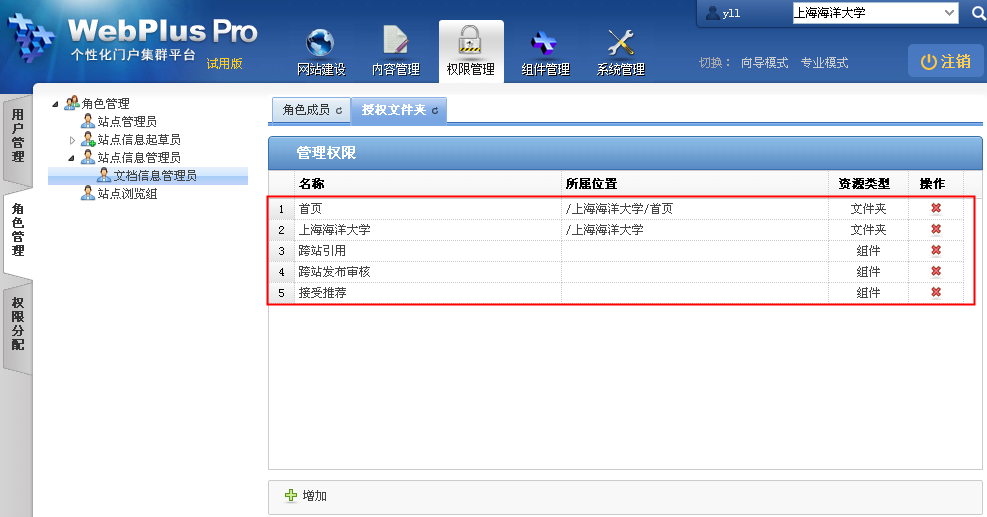 WebPlus Pro
个性化门户集群平台 试用版
网站建设 内容管理 权限管理 组件管理 系统管理
yll 上海海洋大学
切换： 向导模式 专业模式 注销
用户管理
角色管理
权限分配
角色管理
站点管理员
站点信息起草员
站点信息管理员
文档信息管理员
站点浏览组
角色成员 授权文件夹
管理权限
名称 所属位置 资源类型 操作
1 首页 /上海海洋大学/首页 文件夹
2 上海海洋大学 /上海海洋大学 文件夹
3 跨站引用 组件
4 跨站发布审核 组件
5 接受推荐 组件
增加